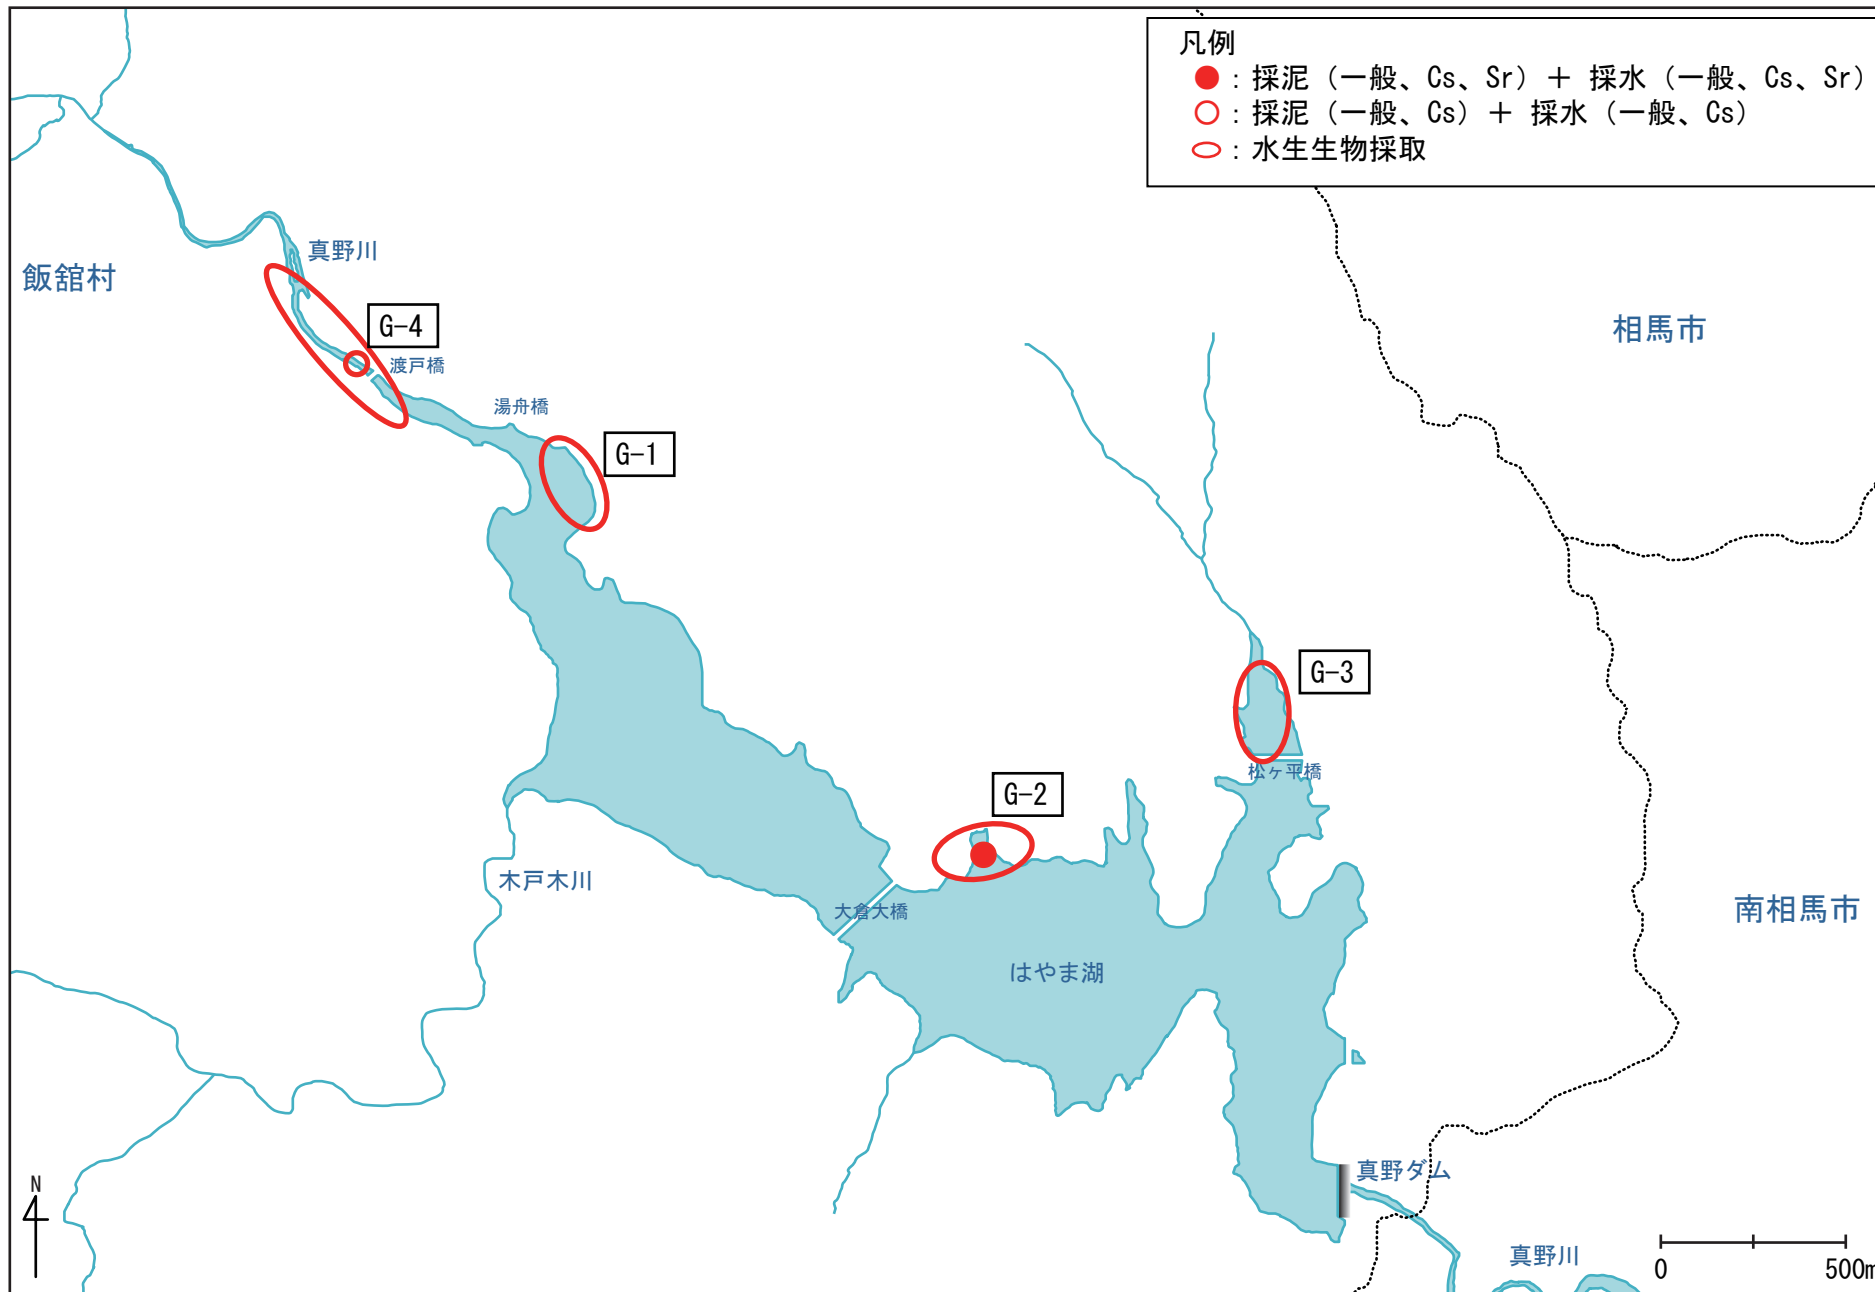 凡例
：採泥（一般、Cs、Sr）＋ 採水（一般、Cs、Sr）
：採泥（一般、Cs）＋ 採水（一般、Cs）
：水生生物採取
真野川
飯舘村
G-4
相馬市
渡戸橋
湯舟橋
G-1
G-3
松ヶ平橋
G-2
木戸木川
大倉大橋
南相馬市
はやま湖
真野ダム
N
真野川
0
500m